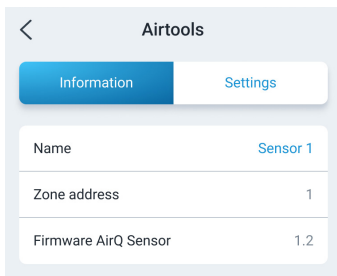 Airtools
Information Settings
Name Sensor 1
Zone address 1
Firmware AirQ Sensor 1.2